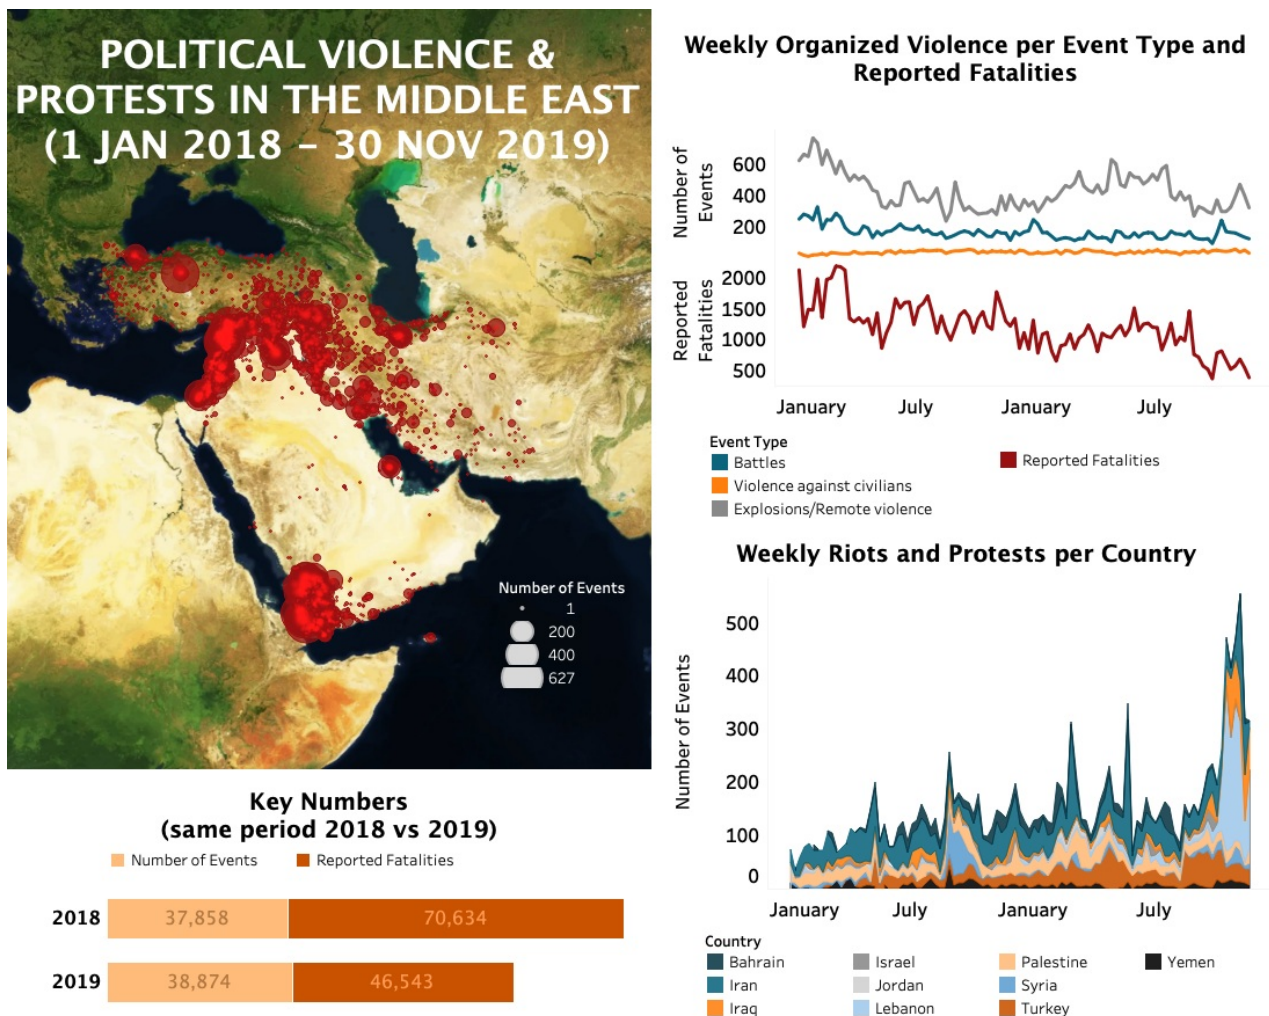 POLITICAL VIOLENCE &
PROTESTS IN THE MIDDLE EAST
(1 JAN 2018 – 30 NOV 2019)
Number of Events
1
200
400
627
Key Numbers
(same period 2018 vs 2019)
Number of Events
Reported Fatalities
2018
37,858
70,634
2019
38,874
46,543
Weekly Organized Violence per Event Type and
Reported Fatalities
Number of
Events
600
400
200
Reported
Fatalities
2000
1500
1000
500
January
July
January
July
Event Type
Battles
Violence against civilians
Explosions/Remote violence
Reported Fatalities
Weekly Riots and Protests per Country
Number of Events
500
400
300
200
100
0
January
July
January
July
Country
Bahrain
Iran
Iraq
Israel
Jordan
Lebanon
Palestine
Syria
Turkey
Yemen